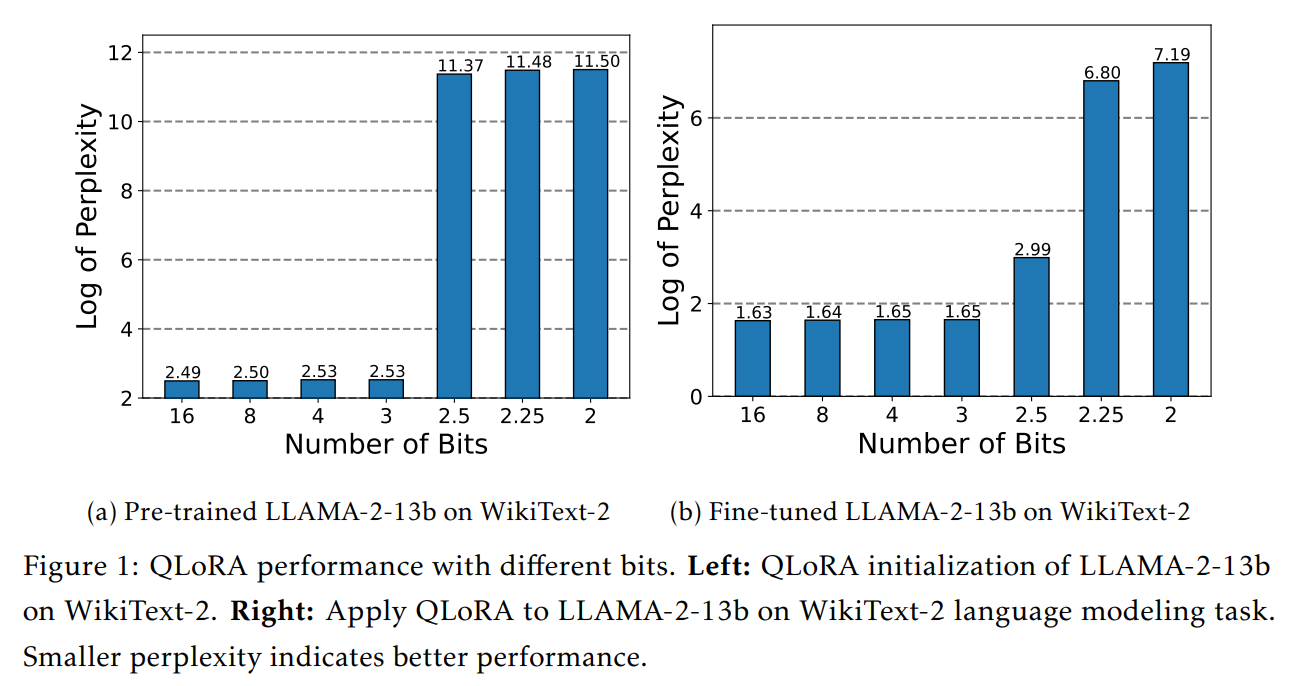 12
10
8
6
4
2
Log of Perplexity
2.49 2.50 2.53 2.53 11.37 11.48 11.50
16 8 4 3 2.5 2.25 2
Number of Bits
(a) Pre-trained LLAMA-2-13b on WikiText-2
6
4
2
0
Log of Perplexity
1.63 1.64 1.65 1.65 2.99 6.80 7.19
16 8 4 3 2.5 2.25 2
Number of Bits
(b) Fine-tuned LLAMA-2-13b on WikiText-2
Figure 1: QLoRA performance with different bits. Left: QLoRA initialization of LLAMA-2-13b
on WikiText-2. Right: Apply QLoRA to LLAMA-2-13b on WikiText-2 language modeling task.
Smaller perplexity indicates better performance.